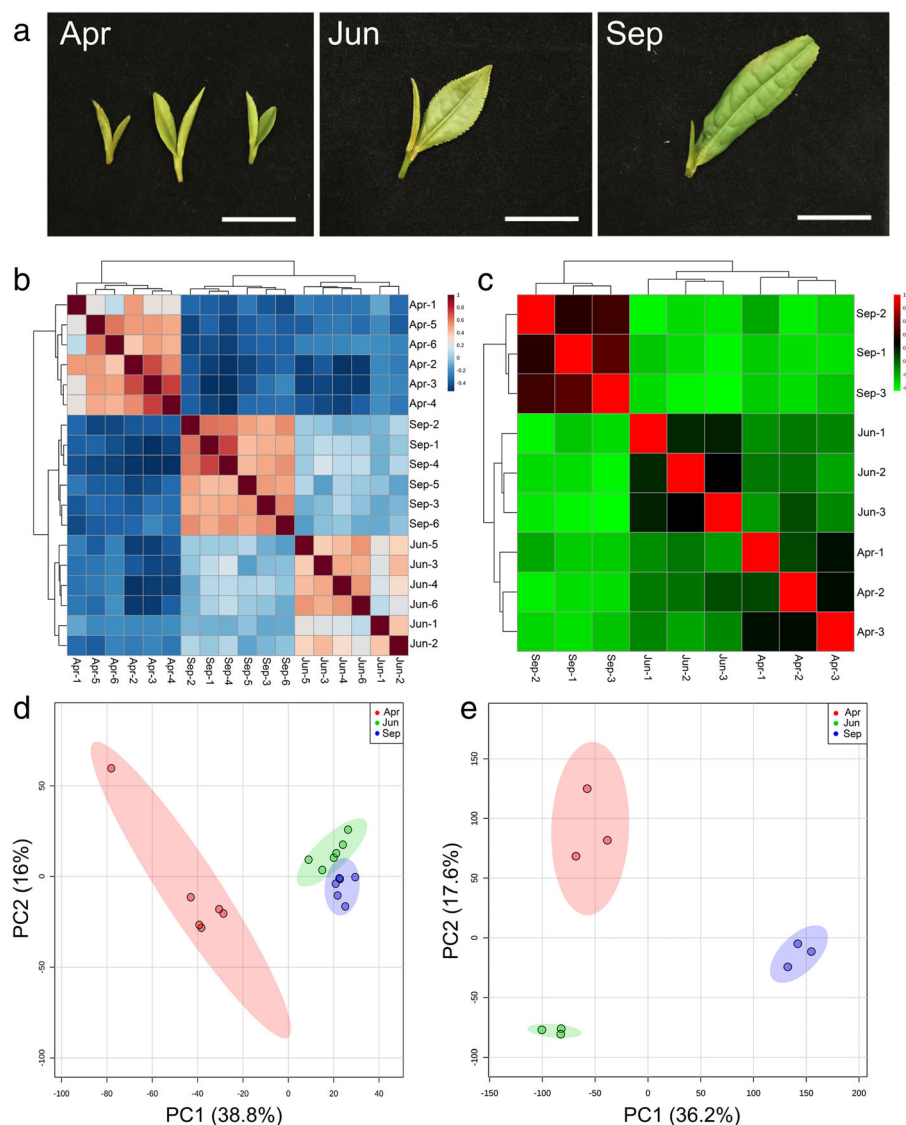 a
Apr
Jun
Sep
b
1
0.8
0.6
0.4
0.2
0
-0.2
-0.4
Apr-1
Apr-5
Apr-6
Apr-2
Apr-3
Apr-4
Sep-2
Sep-1
Sep-4
Sep-5
Sep-3
Sep-6
Jun-5
Jun-3
Jun-4
Jun-6
Jun-1
Jun-2
Apr-1
Apr-5
Apr-6
Apr-2
Apr-3
Apr-4
Sep-2
Sep-1
Sep-4
Sep-5
Sep-3
Sep-6
Jun-5
Jun-3
Jun-4
Jun-6
Jun-1
Jun-2
c
Sep-2
Sep-1
Sep-3
Jun-1
Jun-2
Jun-3
Apr-1
Apr-2
Apr-3
Sep-2
Sep-1
Sep-3
Jun-1
Jun-2
Jun-3
Apr-1
Apr-2
Apr-3
d
Apr
Jun
Sep
PC2 (16%)
50
0
-50
-100
-100 -80 -60 -40 -20 0 20 40
PC1 (38.8%)
e
Apr
Jun
Sep
PC2 (17.6%)
150
100
50
0
-50
-100
-150 -100 -50 0 50 100 150 200
PC1 (36.2%)